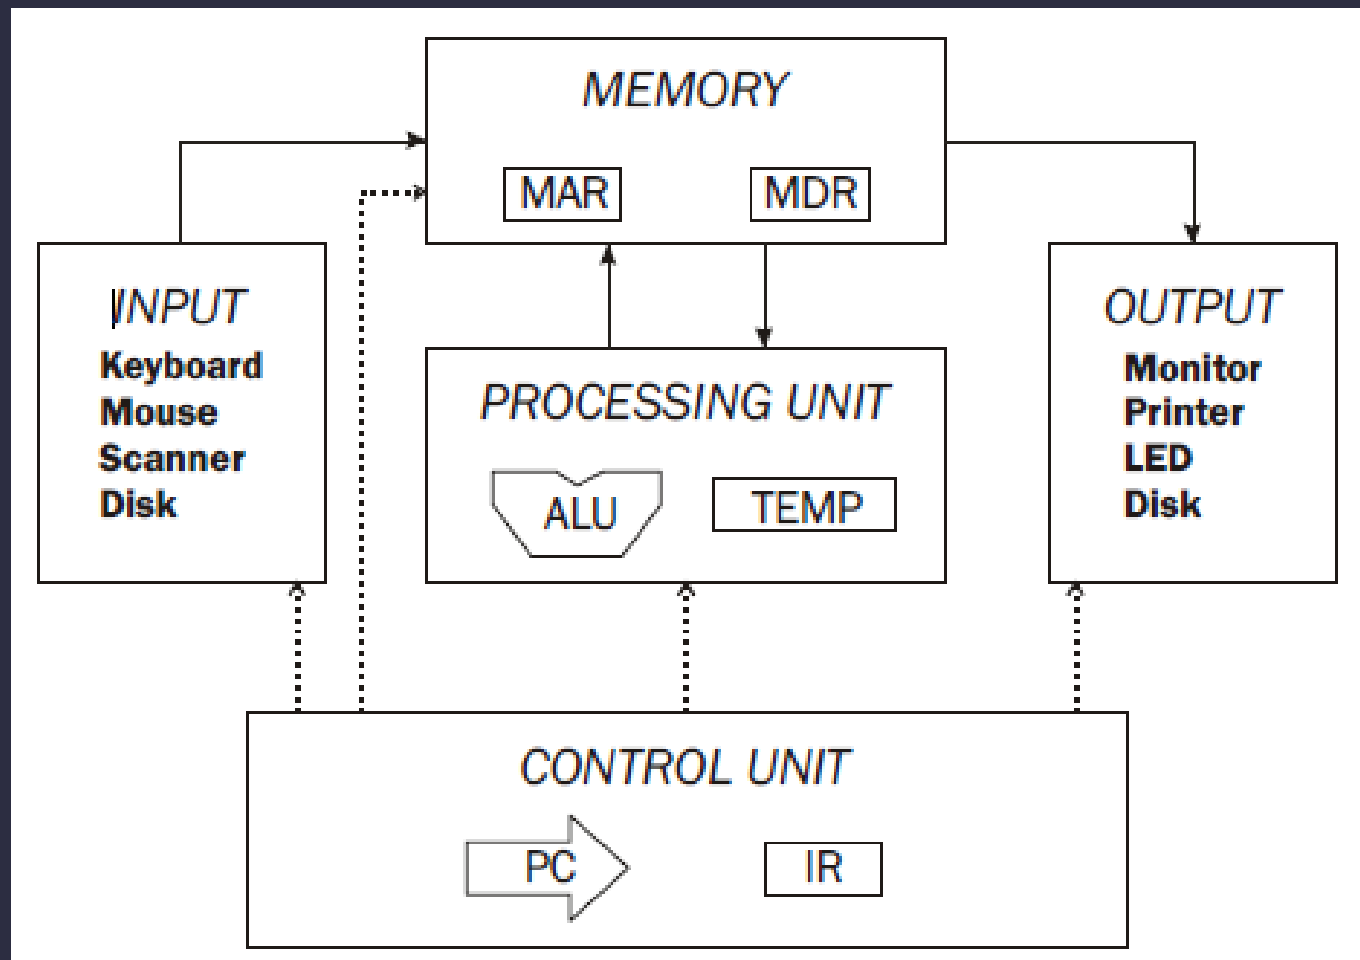 MEMORY
MAR
MDR
INPUT
Keyboard
Mouse
Scanner
Disk
PROCESSING UNIT
ALU
TEMP
OUTPUT
Monitor
Printer
LED
Disk
CONTROL UNIT
PC
IR